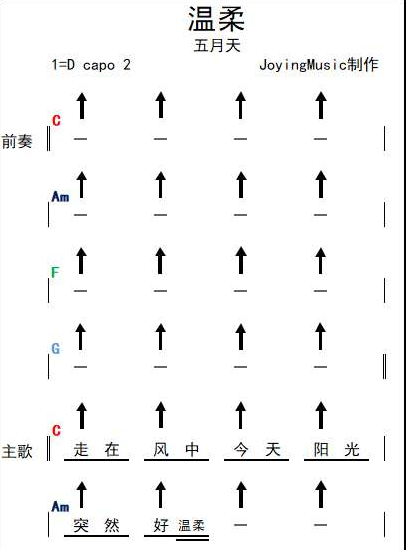 温柔
五月天
1=D capo 2 JoyingMusic制作
C
前奏
Am
F
G
C
主歌 走 在 风 中 今 天 阳 光
Am
突 然 好 温柔